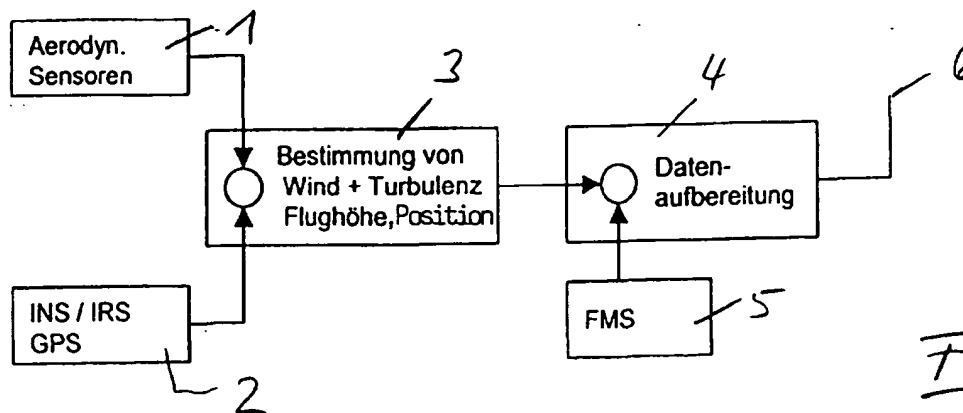 1
Aerodyn.
Sensoren
3
Bestimmung von
Wind + Turbulenz
Flughöhe, Position
4
Daten-
aufbereitung
6
INS / IRS
GPS
2
FMS
5